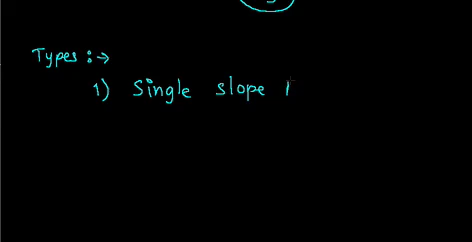 Types :→
1) Single slope